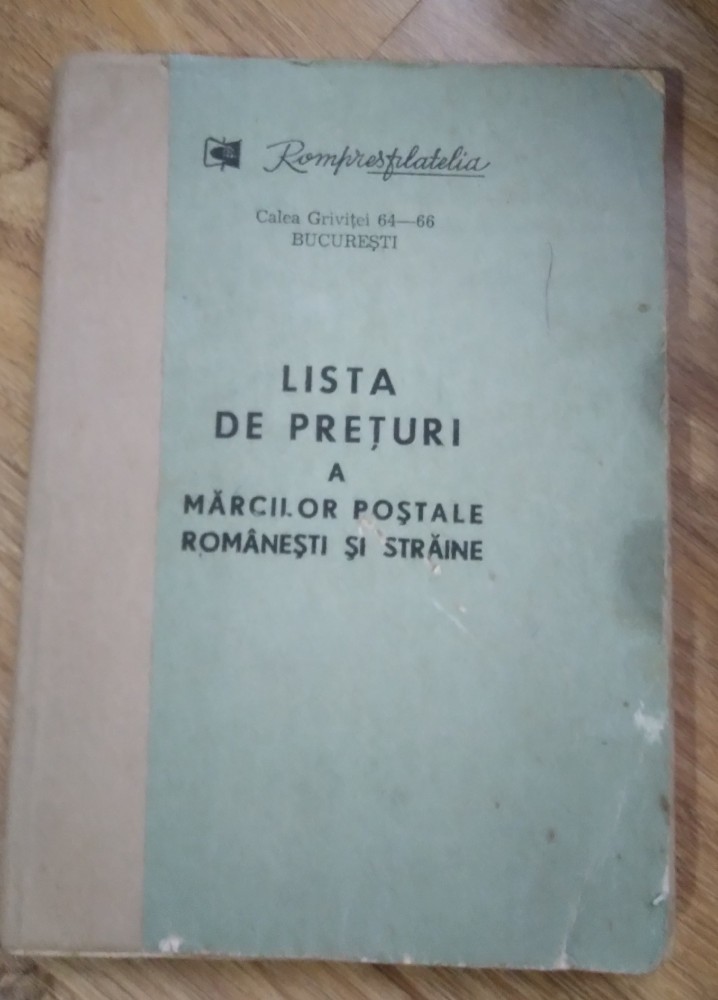 Rompresfilatelia
Calea Griviței 64—66
BUCUREȘTI
LISTA
DE PREȚURI
A
MĂRCILOR POȘTALE
ROMÂNEȘTI ȘI STRĂINE